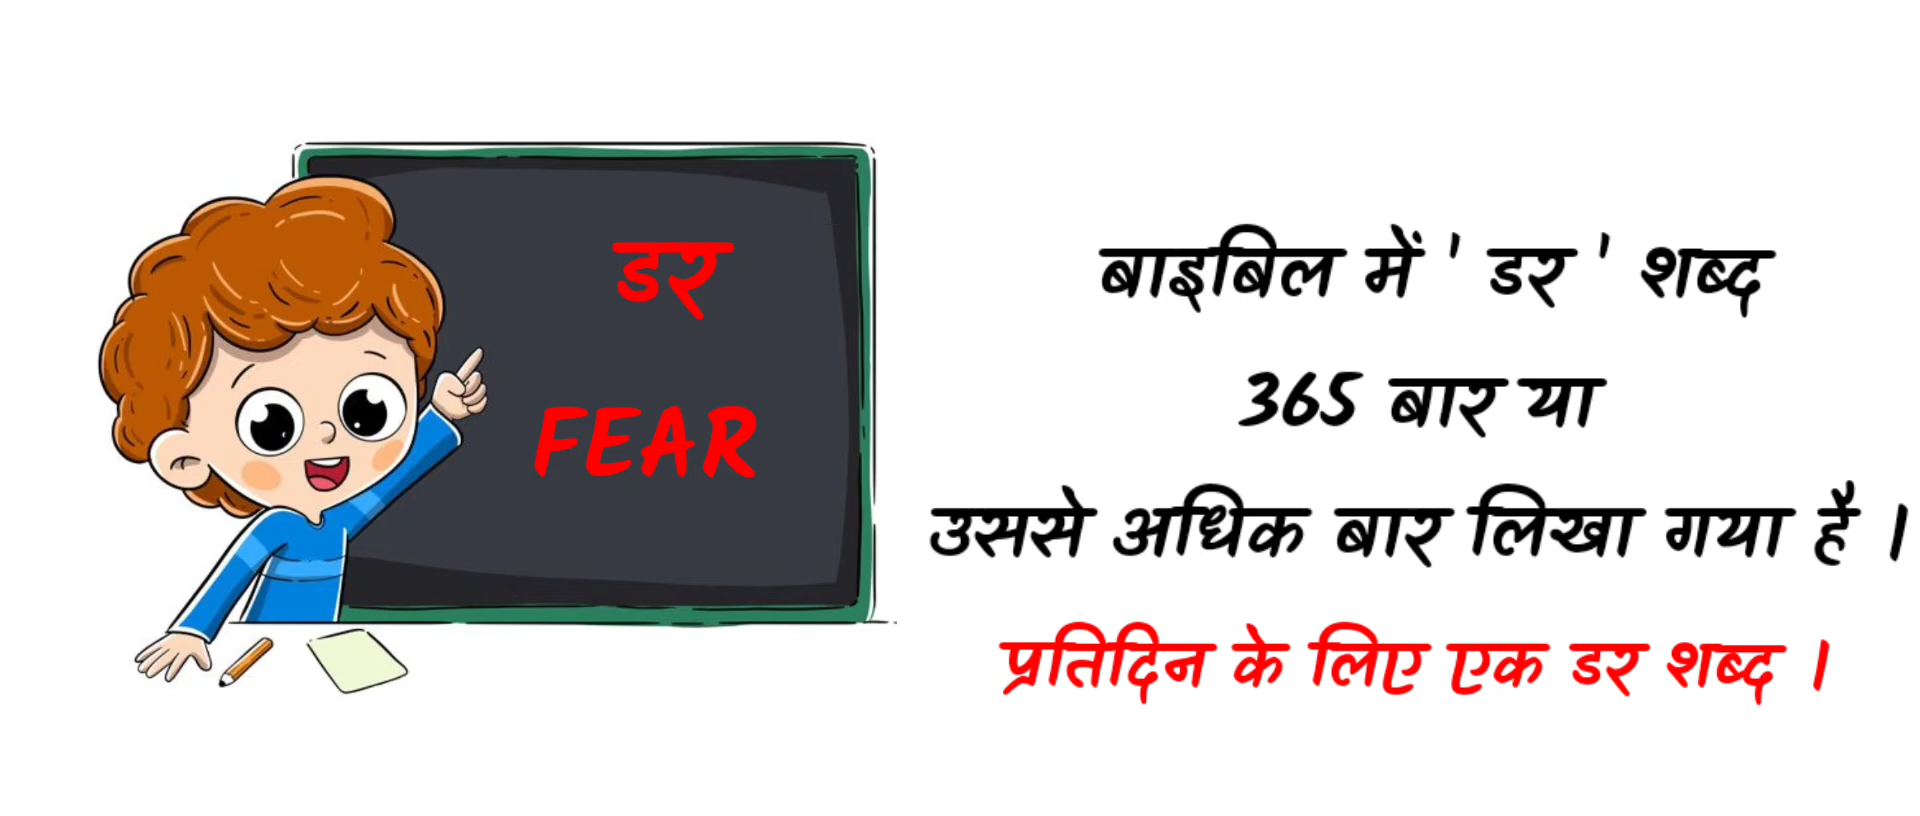 डर
FEAR
बाइबिल में ' डर ' शब्द
365 बार या
उससे अधिक बार लिखा गया है ।
प्रतिदिन के लिए एक डर शब्द ।